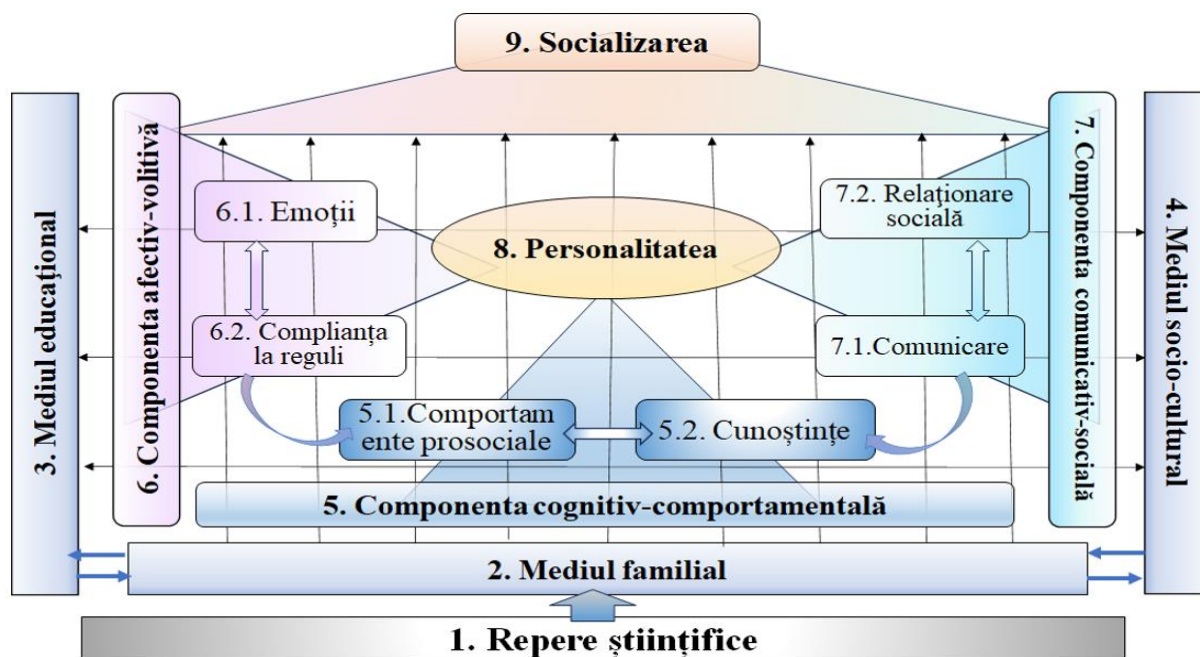 9. Socializarea
3. Mediul educațional
6. Componenta afectiv-volitivă
6.1. Emoții
6.2. Complianța
la reguli
8. Personalitatea
7.2. Relaționare
socială
7.1.Comunicare
7. Componenta comunicativ-socială
4. Mediul socio-cultural
5.1.Comportam
ente prosociale
5.2. Cunoștințe
5. Componenta cognitiv-comportamentală
2. Mediul familial
1. Repere științifice